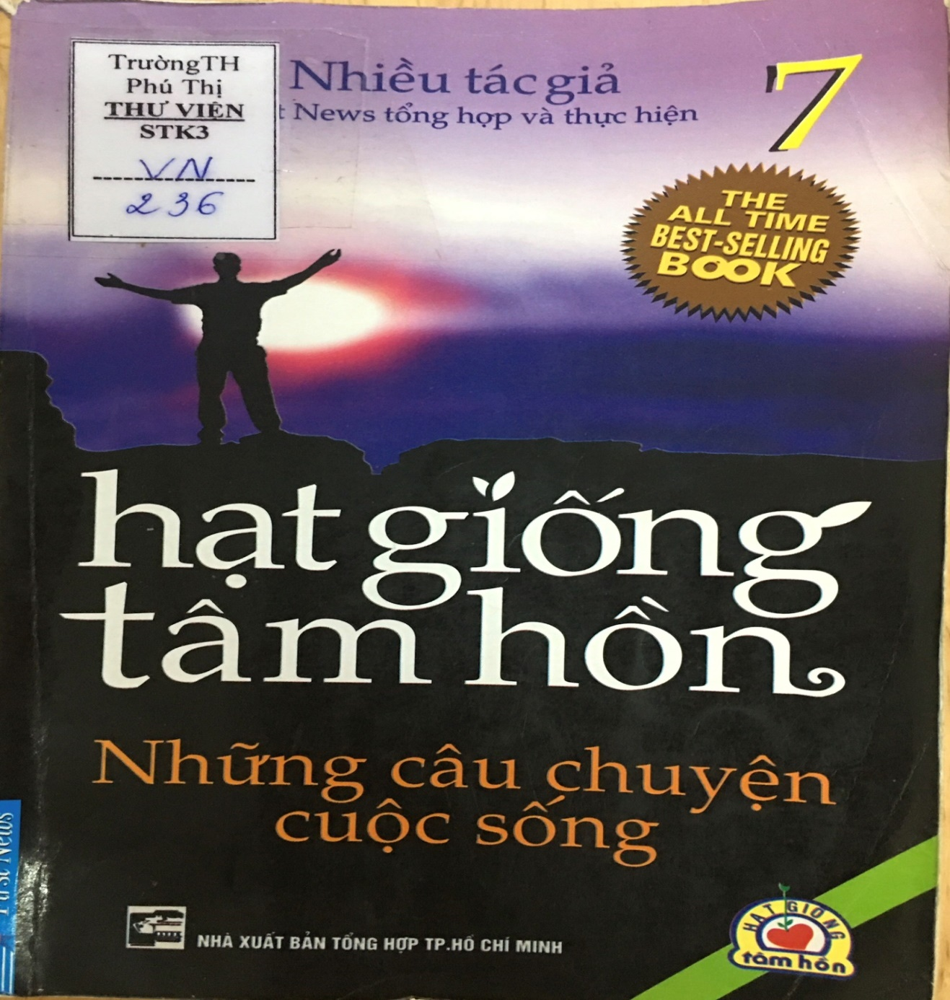 TrườngTH
Phú Thị
THƯ VIỆN
STK3
VN
236
Nhiều tác giả
t News tổng hợp và thực hiện
7
THE
ALL TIME
BEST-SELLING
BOOK
hạt giống
tâm hồn
Những câu chuyện
cuộc sống
First News
NHÀ XUẤT BẢN TỔNG HỢP TP.HỒ CHÍ MINH
HẠT GIỐNG
tâm hồn